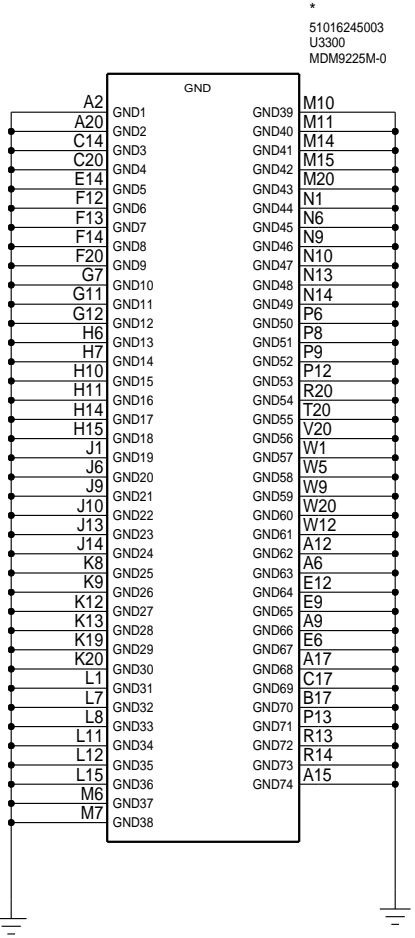 *
51016245003
U3300
MDM9225M-0
GND
A2 GND1 GND39 M10
A20 GND2 GND40 M11
C14 GND3 GND41 M14
C20 GND4 GND42 M15
E14 GND5 GND43 M20
F12 GND6 GND44 N1
F13 GND7 GND45 N6
F14 GND8 GND46 N9
F20 GND9 GND47 N10
G7 GND10 GND48 N13
G11 GND11 GND49 N14
G12 GND12 GND50 P6
H6 GND13 GND51 P8
H7 GND14 GND52 P9
H10 GND15 GND53 P12
H11 GND16 GND54 R20
H14 GND17 GND55 T20
H15 GND18 GND56 V20
J1 GND19 GND57 W1
J6 GND20 GND58 W5
J9 GND21 GND59 W9
J10 GND22 GND60 W20
J13 GND23 GND61 W12
J14 GND24 GND62 A12
K8 GND25 GND63 A6
K9 GND26 GND64 E12
K12 GND27 GND65 E9
K13 GND28 GND66 A9
K19 GND29 GND67 E6
K20 GND30 GND68 A17
L1 GND31 GND69 C17
L7 GND32 GND70 B17
L8 GND33 GND71 P13
L11 GND34 GND72 R13
L12 GND35 GND73 R14
L15 GND36 GND74 A15
M6 GND37
M7 GND38